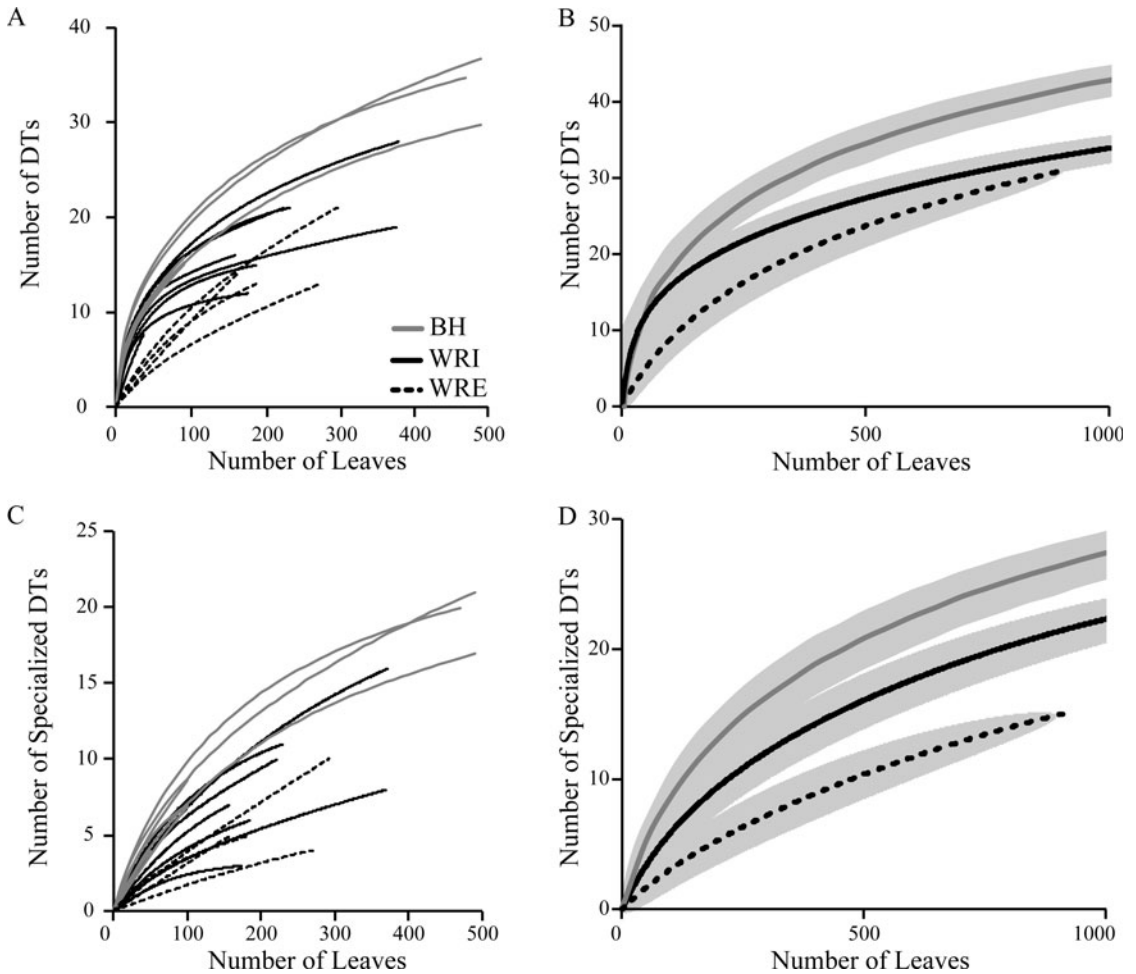 A
Number of DTs
40
30
20
10
0
0 100 200 300 400 500
Number of Leaves
BH
WRI
WRE
B
Number of DTs
50
40
30
20
10
0
0 500 1000
Number of Leaves
C
Number of Specialized DTs
25
20
15
10
5
0
0 100 200 300 400 500
Number of Leaves
D
Number of Specialized DTs
30
20
10
0
0 500 1000
Number of Leaves